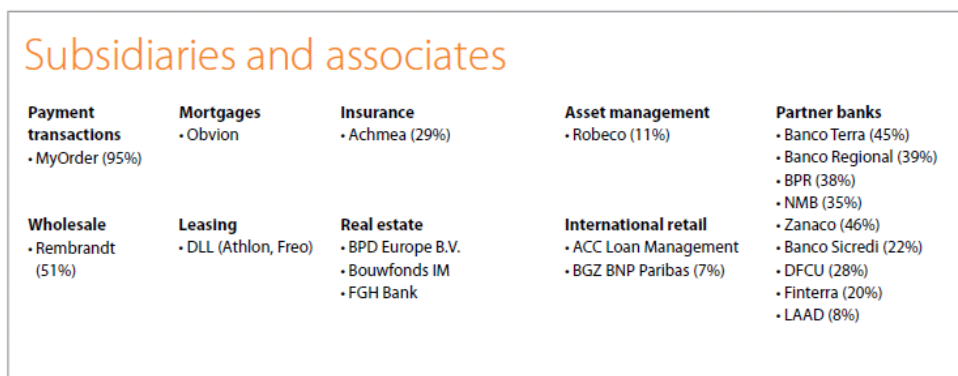 Subsidiaries and associates
Payment
transactions
• MyOrder (95%)
Mortgages
• Obvion
Insurance
• Achmea (29%)
Asset management
• Robeco (11%)
Partner banks
• Banco Terra (45%)
• Banco Regional (39%)
• BPR (38%)
• NMB (35%)
• Zanaco (46%)
• Banco Sicredi (22%)
• DFCU (28%)
• Finterra (20%)
• LAAD (8%)
Wholesale
• Rembrandt
(51%)
Leasing
• DLL (Athlon, Freo)
Real estate
• BPD Europe B.V.
• Bouwfonds IM
• FGH Bank
International retail
• ACC Loan Management
• BGZ BNP Paribas (7%)